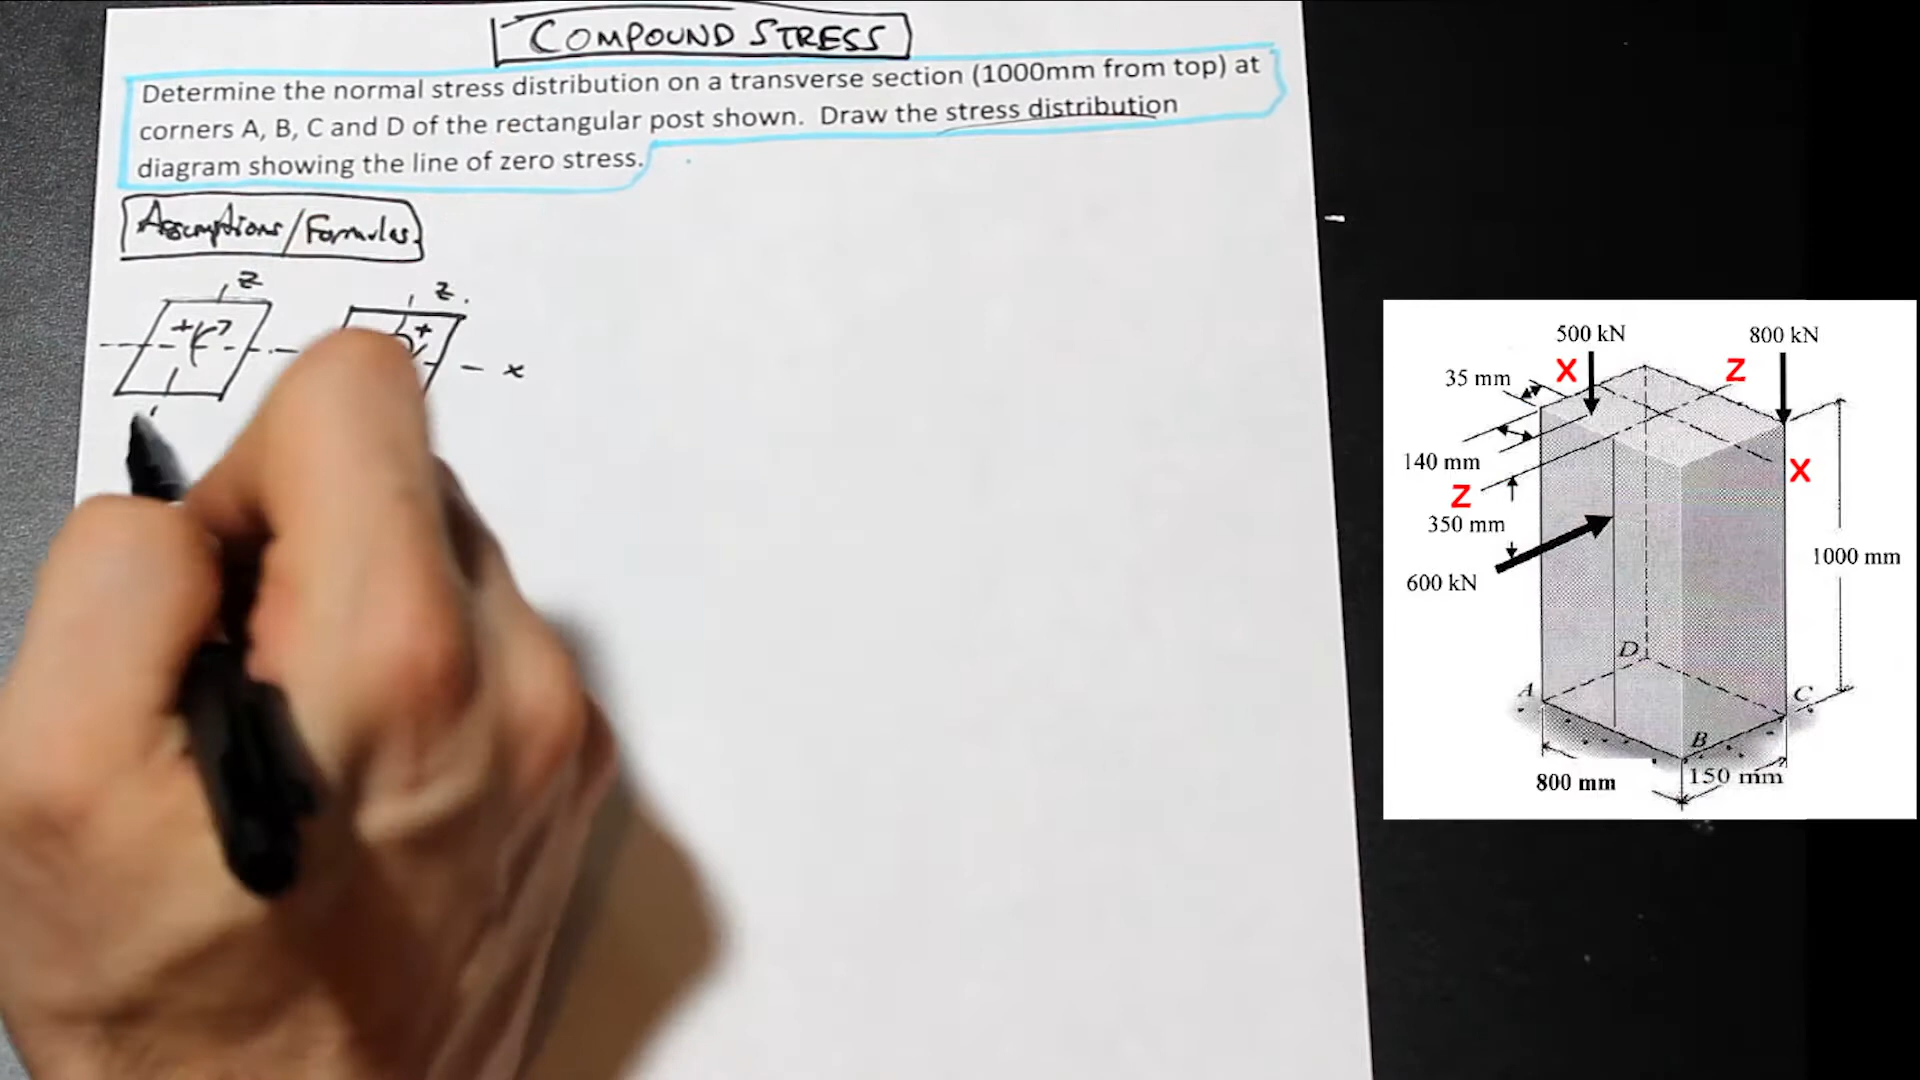 COMPOUND STRESS
Determine the normal stress distribution on a transverse section (1000mm from top) at
corners A, B, C and D of the rectangular post shown. Draw the stress distribution
diagram showing the line of zero stress.
Assumptions/Formulas
z
z.
+
+
x
500 kN
800 kN
X
Z
35 mm
140 mm
X
Z
350 mm
1000 mm
600 kN
D
A
C
B
150 mm
800 mm